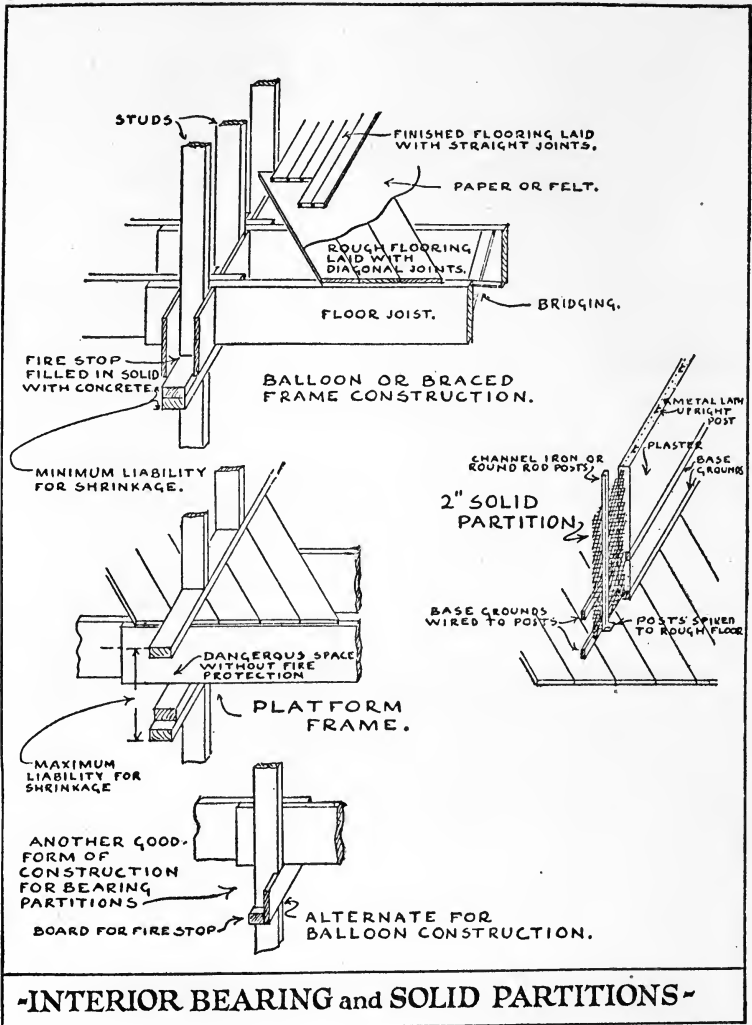 STUDS
FINISHED FLOORING LAID
WITH STRAIGHT JOINTS.
PAPER OR FELT.
ROUGH FLOORING
LAID WITH
DIAGONAL JOINTS.
BRIDGING.
FLOOR JOIST.
FIRE STOP
FILLED IN SOLID
WITH CONCRETE.
BALLOON OR BRACED
FRAME CONSTRUCTION.
MINIMUM LIABILITY
FOR SHRINKAGE.
METAL LATH
UPRIGHT
POST
PLASTER
CHANNEL IRON OR
ROUND ROD POSTS
BASE
GROUNDS
2" SOLID
PARTITION
BASE GROUNDS
WIRED TO POSTS
POSTS SPIKED
TO ROUGH FLOOR
DANGEROUS SPACE
WITHOUT FIRE
PROTECTION
PLATFORM
FRAME.
MAXIMUM
LIABILITY FOR
SHRINKAGE
ANOTHER GOOD
FORM OF
CONSTRUCTION
FOR BEARING
PARTITIONS
BOARD FOR FIRE STOP
ALTERNATE FOR
BALLOON CONSTRUCTION.
-INTERIOR BEARING and SOLID PARTITIONS-